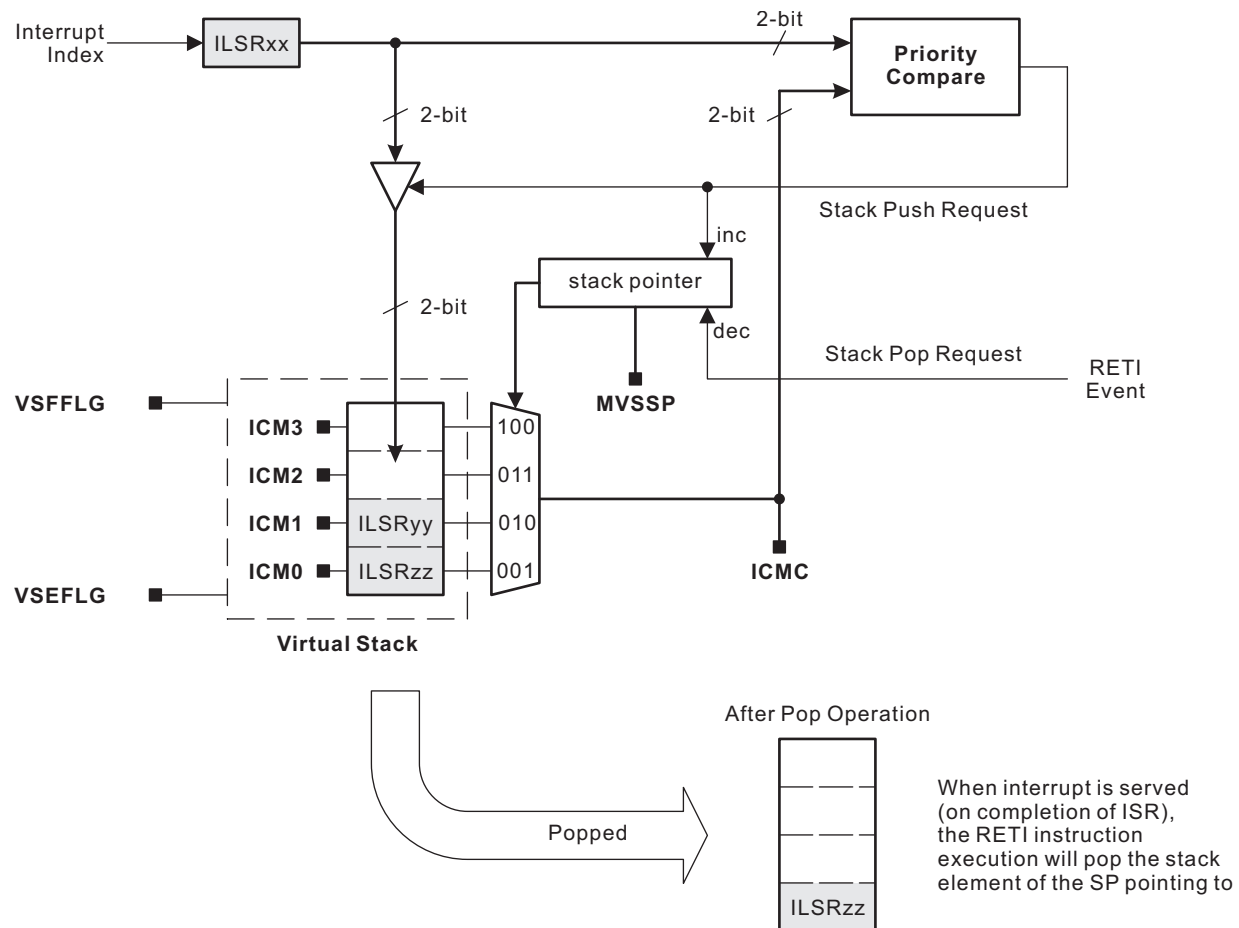 Interrupt
Index
ILSRxx
2-bit
Priority
Compare
2-bit
2-bit
Stack Push Request
inc
stack pointer
2-bit
dec
Stack Pop Request
RETI
Event
MVSSP
VSFFLG
ICM3
100
ICM2
011
ICM1
ILSRyy
010
ICM0
ILSRzz
001
ICMC
VSEFLG
Virtual Stack
After Pop Operation
Popped
When interrupt is served
(on completion of ISR),
the RETI instruction
execution will pop the stack
element of the SP pointing to
ILSRzz